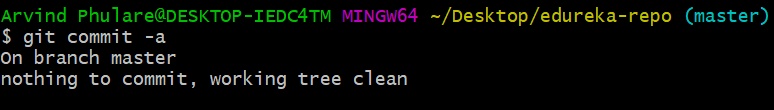 Arvind Phulare@DESKTOP-IEDC4TM MINGW64 ~/Desktop/edureka-repo (master)
$ git commit -a
On branch master
nothing to commit, working tree clean